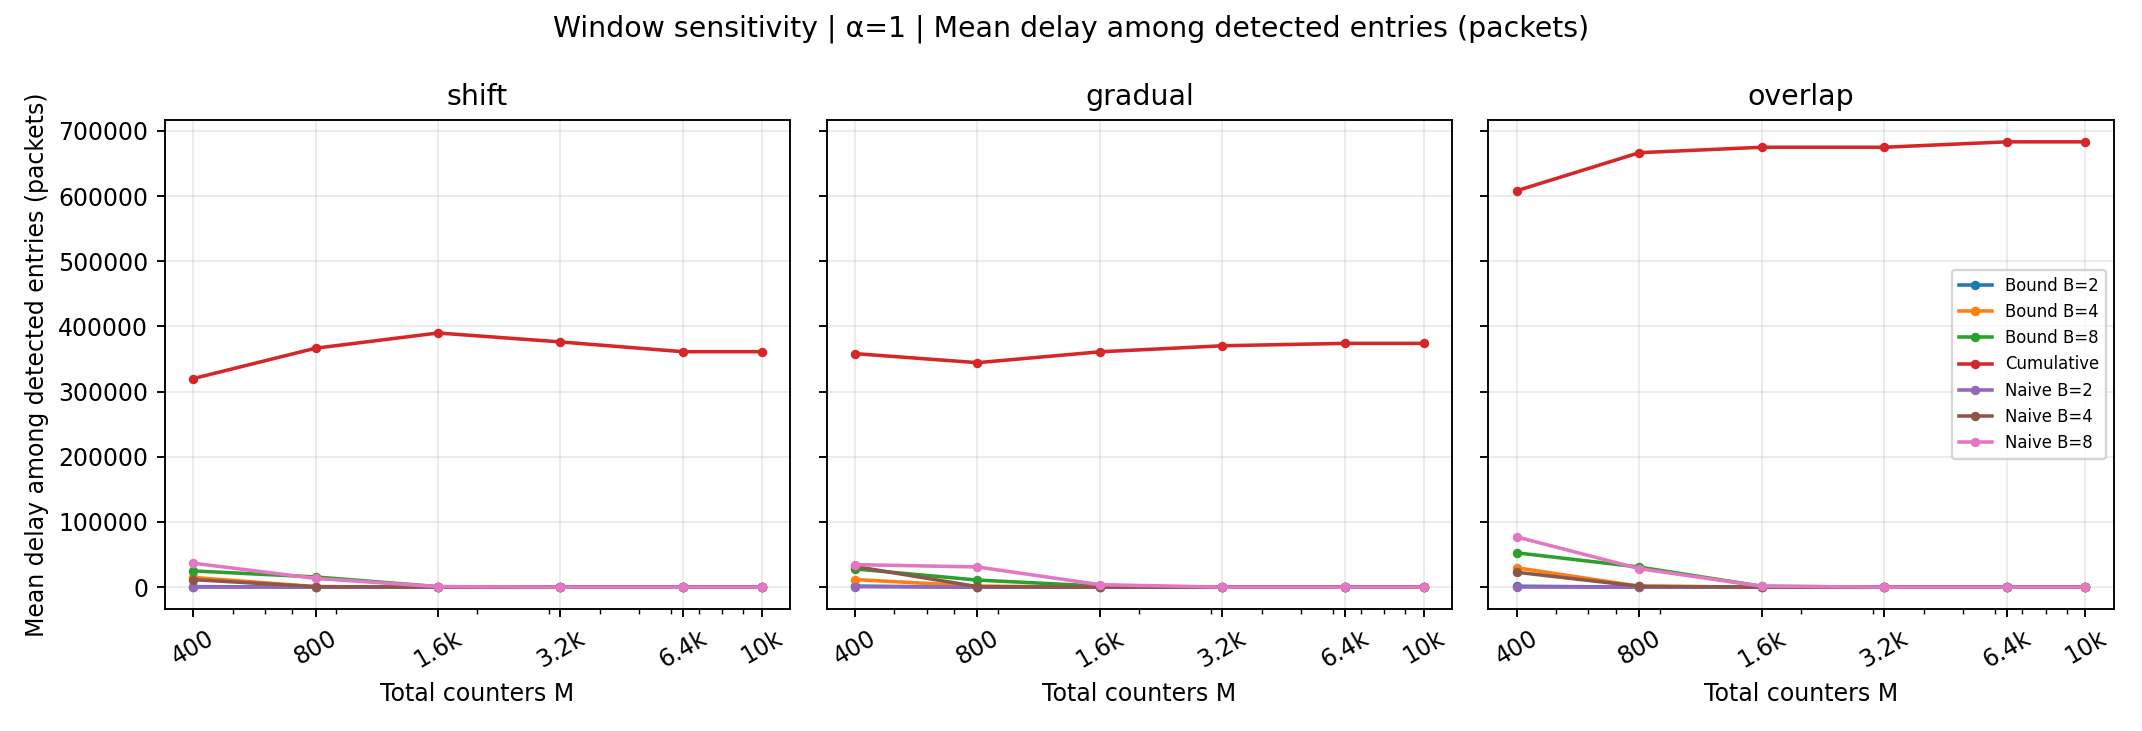 Window sensitivity | α=1 | Mean delay among detected entries (packets)
shift
gradual
overlap
Mean delay among detected entries (packets)
700000
600000
500000
400000
300000
200000
100000
0
400
800
1.6k
3.2k
6.4k
10k
Total counters M
400
800
1.6k
3.2k
6.4k
10k
Total counters M
Bound B=2
Bound B=4
Bound B=8
Cumulative
Naive B=2
Naive B=4
Naive B=8
400
800
1.6k
3.2k
6.4k
10k
Total counters M